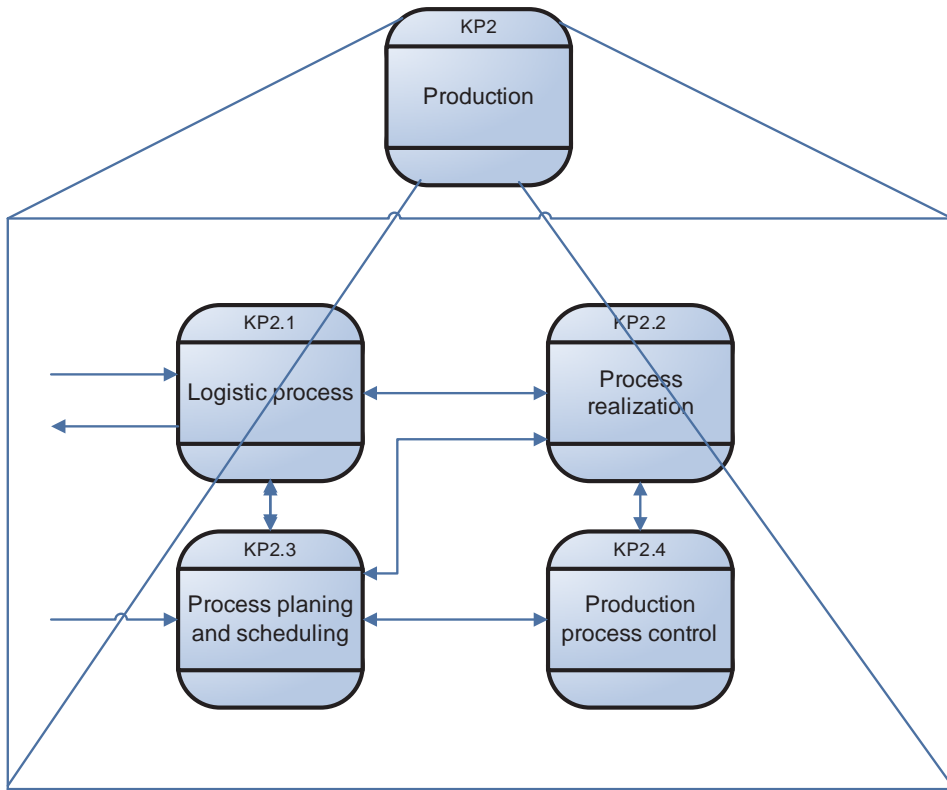 KP2
Production
KP2.1
Logistic process
KP2.2
Process
realization
KP2.3
Process planing
and scheduling
KP2.4
Production
process control